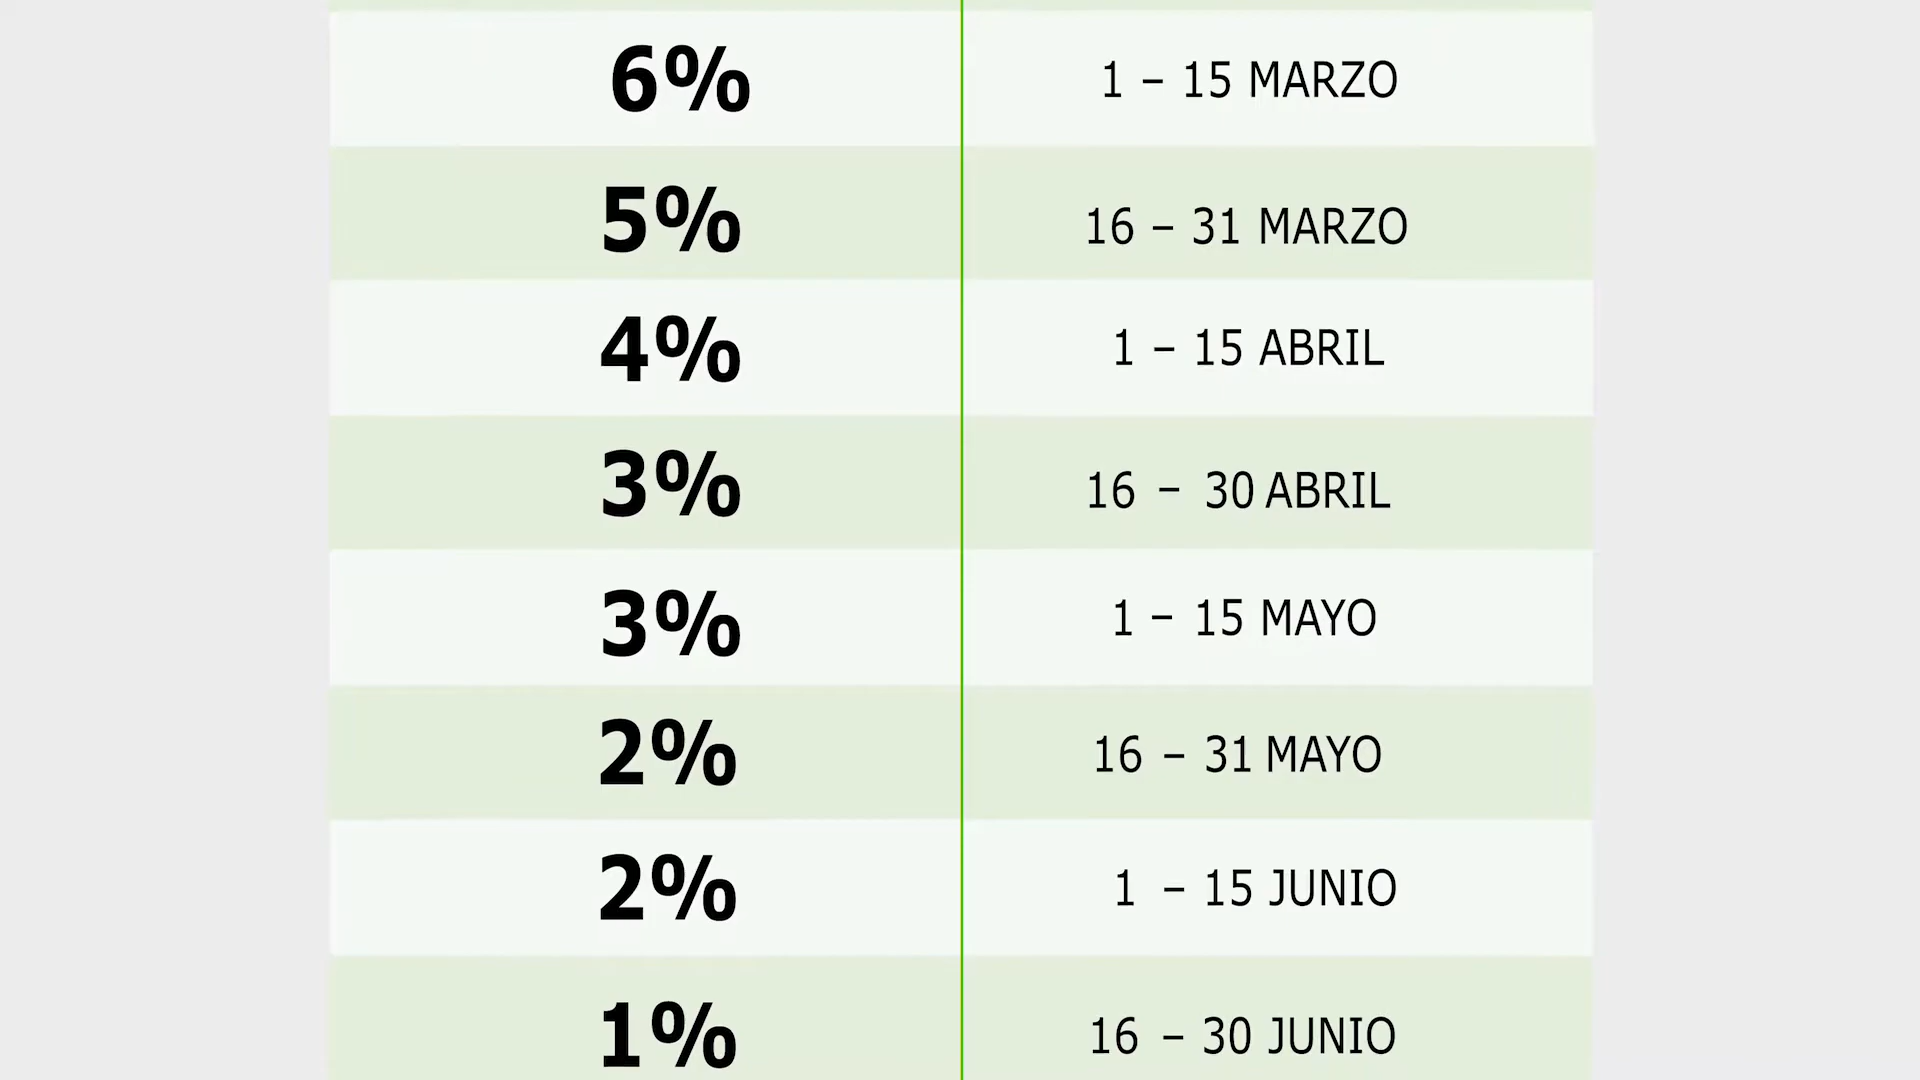 6% 1 – 15 MARZO
5% 16 – 31 MARZO
4% 1 – 15 ABRIL
3% 16 – 30 ABRIL
3% 1 – 15 MAYO
2% 16 – 31 MAYO
2% 1 – 15 JUNIO
1% 16 – 30 JUNIO